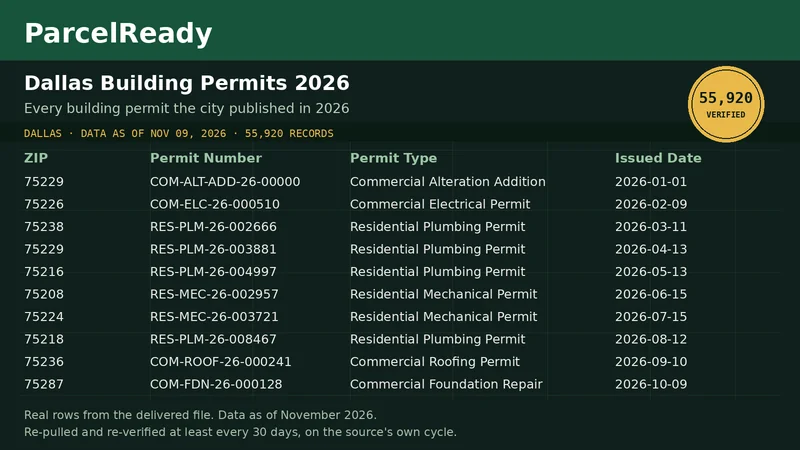 ParcelReady
Dallas Building Permits 2026
Every building permit the city published in 2026
55,920
VERIFIED
DALLAS · DATA AS OF NOV 09, 2026 · 55,920 RECORDS
ZIP Permit Number Permit Type Issued Date
75229 COM-ALT-ADD-26-00000 Commercial Alteration Addition 2026-01-01
75226 COM-ELC-26-000510 Commercial Electrical Permit 2026-02-09
75238 RES-PLM-26-002666 Residential Plumbing Permit 2026-03-11
75229 RES-PLM-26-003881 Residential Plumbing Permit 2026-04-13
75216 RES-PLM-26-004997 Residential Plumbing Permit 2026-05-13
75208 RES-MEC-26-002957 Residential Mechanical Permit 2026-06-15
75224 RES-MEC-26-003721 Residential Mechanical Permit 2026-07-15
75218 RES-PLM-26-008467 Residential Plumbing Permit 2026-08-12
75236 COM-ROOF-26-000241 Commercial Roofing Permit 2026-09-10
75287 COM-FDN-26-000128 Commercial Foundation Repair 2026-10-09
Real rows from the delivered file. Data as of November 2026.
Re-pulled and re-verified at least every 30 days, on the source's own cycle.